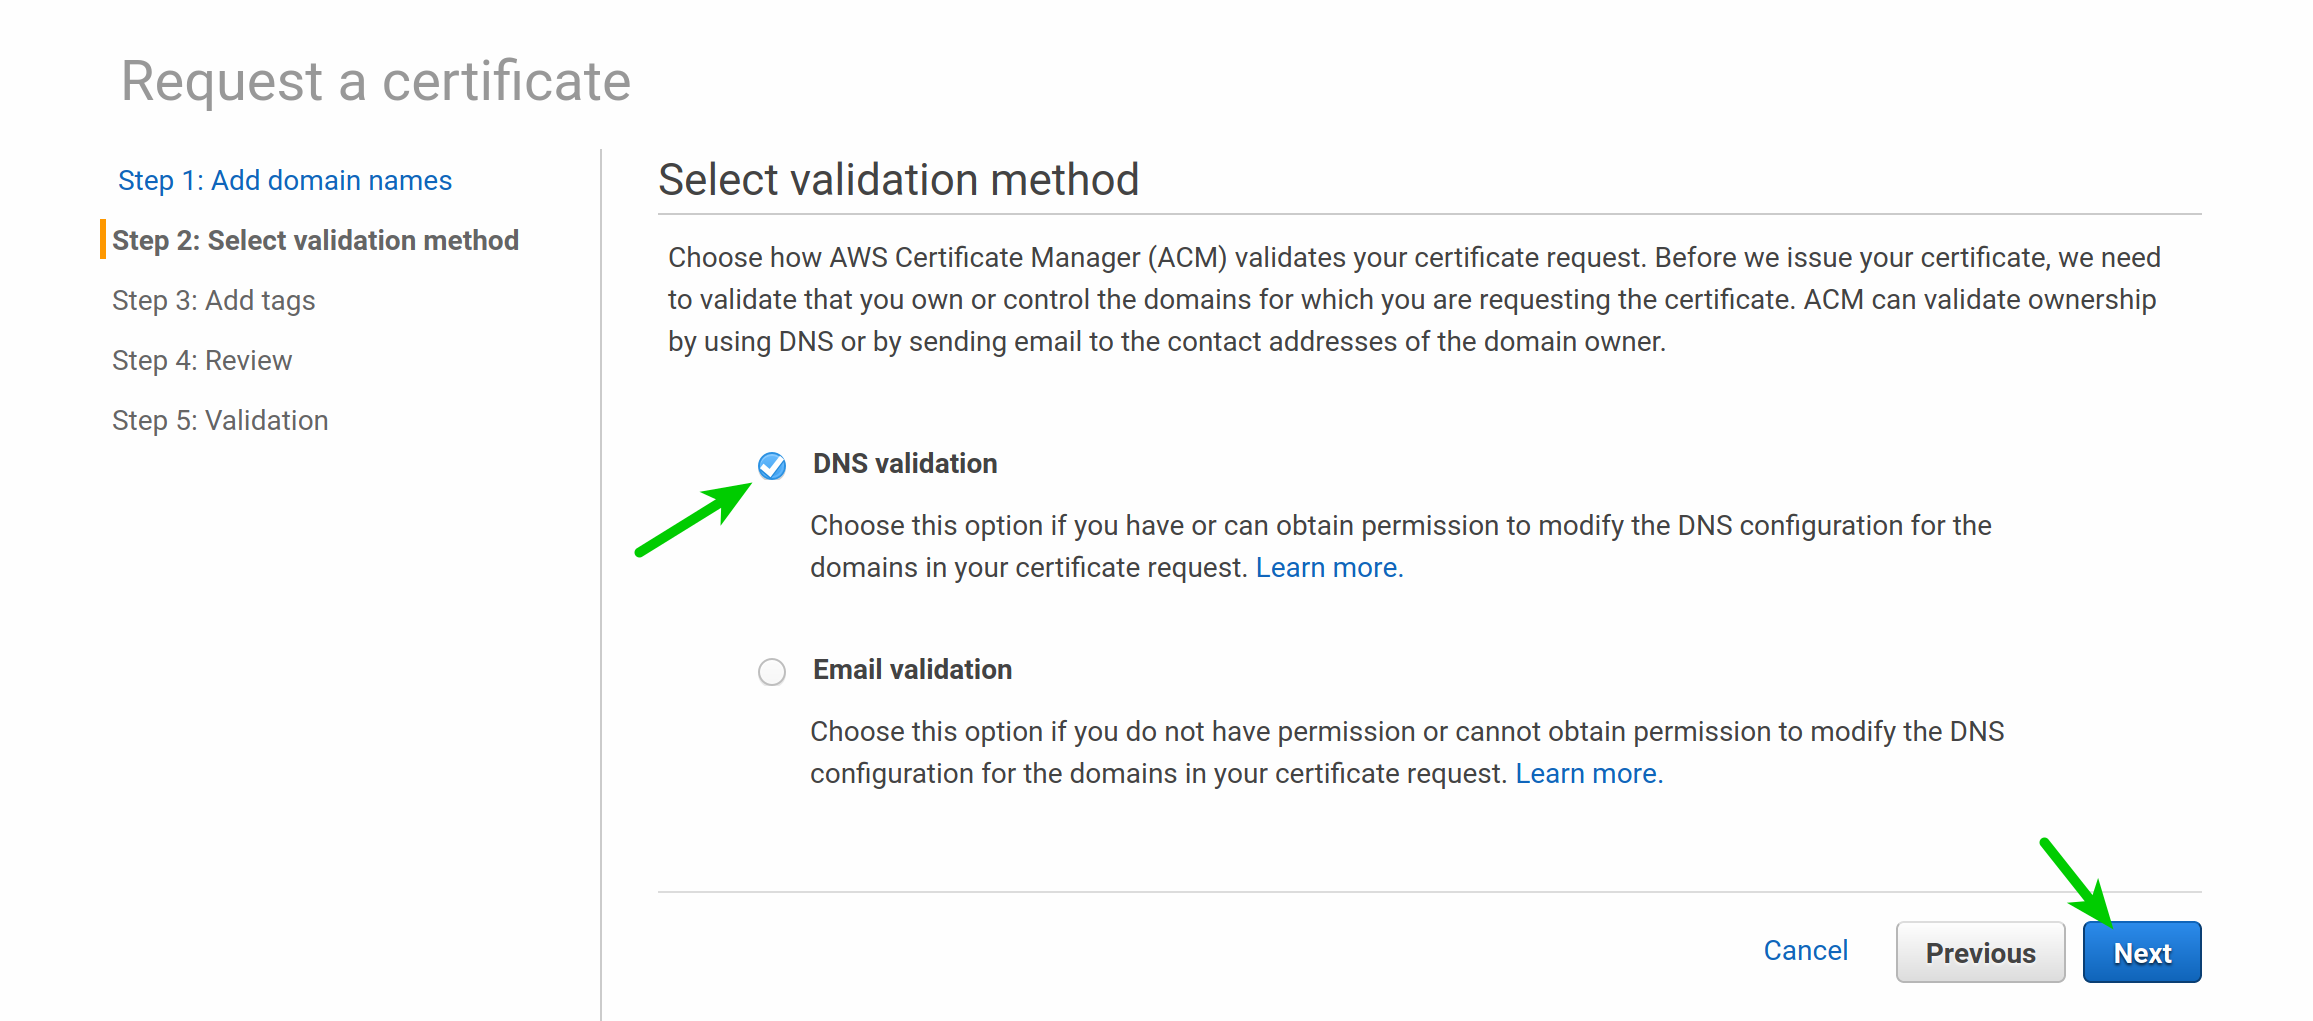 Request a certificate
Step 1: Add domain names
Step 2: Select validation method
Step 3: Add tags
Step 4: Review
Step 5: Validation
Select validation method
Choose how AWS Certificate Manager (ACM) validates your certificate request. Before we issue your certificate, we need
to validate that you own or control the domains for which you are requesting the certificate. ACM can validate ownership
by using DNS or by sending email to the contact addresses of the domain owner.
DNS validation
Choose this option if you have or can obtain permission to modify the DNS configuration for the
domains in your certificate request. Learn more.
Email validation
Choose this option if you do not have permission or cannot obtain permission to modify the DNS
configuration for the domains in your certificate request. Learn more.
Cancel
Previous
Next